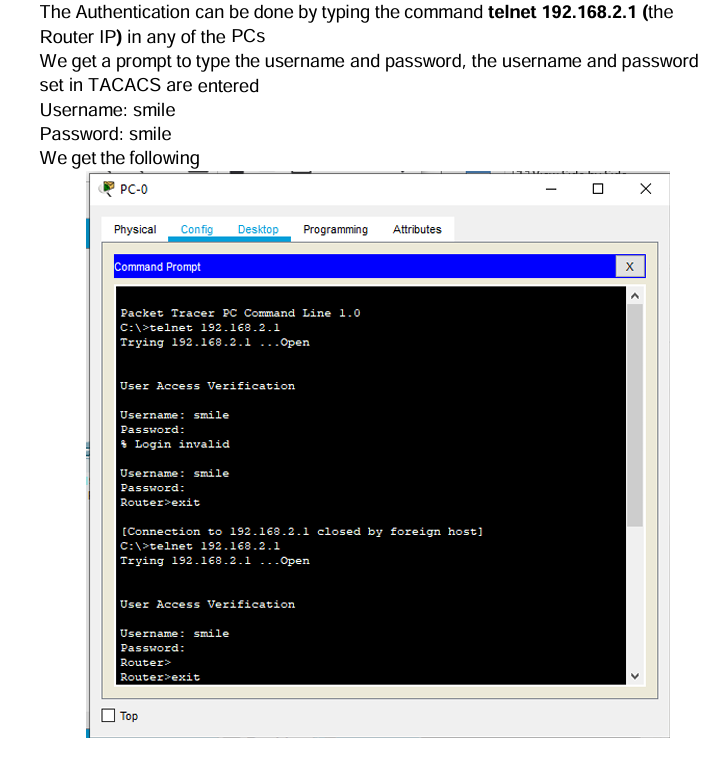 The Authentication can be done by typing the command telnet 192.168.2.1 (the
Router IP) in any of the PCs
We get a prompt to type the username and password, the username and password
set in TACACS are entered
Username: smile
Password: smile
We get the following
PC-0
Physical Config Desktop Programming Attributes
Command Prompt X
Packet Tracer PC Command Line 1.0
C:\>telnet 192.168.2.1
Trying 192.168.2.1 ...Open
User Access Verification
Username: smile
Password:
% Login invalid
Username: smile
Password:
Router>exit
[Connection to 192.168.2.1 closed by foreign host]
C:\>telnet 192.168.2.1
Trying 192.168.2.1 ...Open
User Access Verification
Username: smile
Password:
Router>
Router>exit
Top